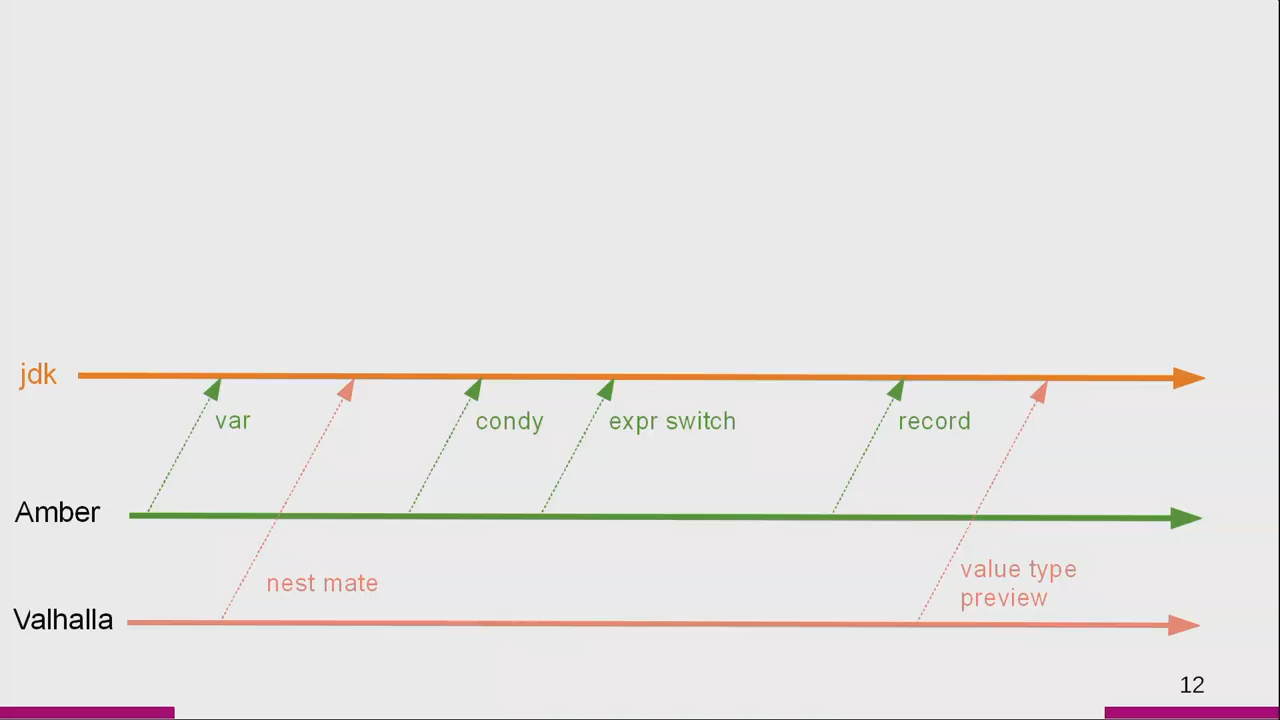 jdk
var
condy
expr switch
record
Amber
nest mate
value type
preview
Valhalla
12